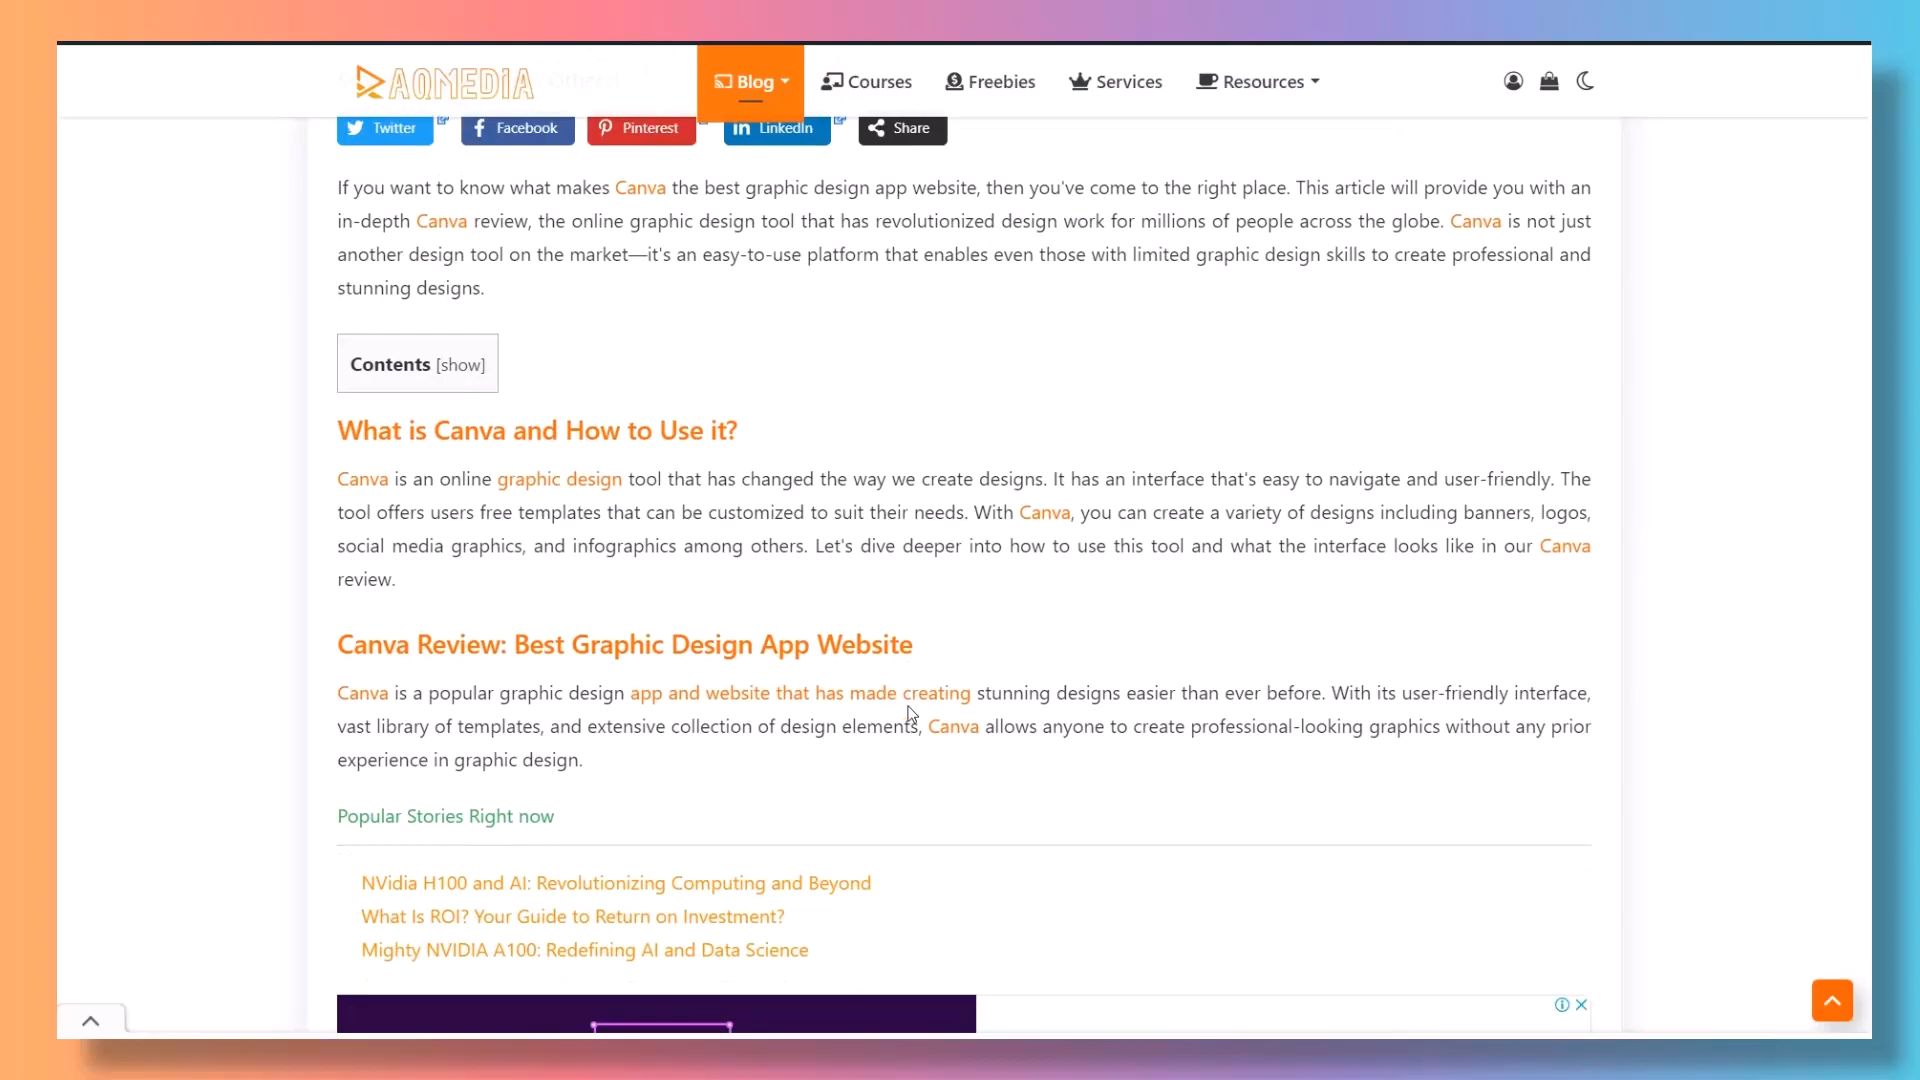 AQMEDIA
Blog Courses Freebies Services Resources
Twitter Facebook Pinterest LinkedIn Share
If you want to know what makes Canva the best graphic design app website, then you've come to the right place. This article will provide you with an
in-depth Canva review, the online graphic design tool that has revolutionized design work for millions of people across the globe. Canva is not just
another design tool on the market—it's an easy-to-use platform that enables even those with limited graphic design skills to create professional and
stunning designs.
Contents [show]
What is Canva and How to Use it?
Canva is an online graphic design tool that has changed the way we create designs. It has an interface that's easy to navigate and user-friendly. The
tool offers users free templates that can be customized to suit their needs. With Canva, you can create a variety of designs including banners, logos,
social media graphics, and infographics among others. Let's dive deeper into how to use this tool and what the interface looks like in our Canva
review.
Canva Review: Best Graphic Design App Website
Canva is a popular graphic design app and website that has made creating stunning designs easier than ever before. With its user-friendly interface,
vast library of templates, and extensive collection of design elements, Canva allows anyone to create professional-looking graphics without any prior
experience in graphic design.
Popular Stories Right now
NVidia H100 and AI: Revolutionizing Computing and Beyond
What Is ROI? Your Guide to Return on Investment?
Mighty NVIDIA A100: Redefining AI and Data Science